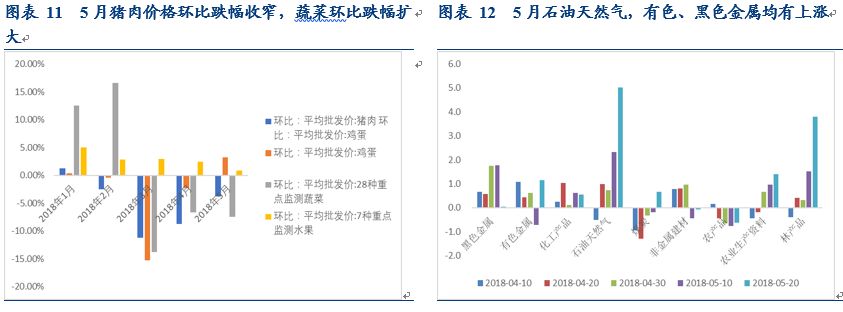 图表 11 5 月猪肉价格环比跌幅收窄，蔬菜环比跌幅扩
大
20.00%
15.00%
10.00%
5.00%
0.00%
-5.00%
-10.00%
-15.00%
-20.00%
2018年1月
2018年2月
2018年3月
2018年4月
2018年5月
环比：平均批发价:猪肉 环
比：平均批发价:鸡蛋
环比：平均批发价:鸡蛋
环比：平均批发价:28种重
点监测蔬菜
环比：平均批发价:7种重点
监测水果
图表 12 5 月石油天然气，有色、黑色金属均有上涨
6.0
5.0
4.0
3.0
2.0
1.0
0.0
-1.0
-2.0
黑色金属
有色金属
化工产品
石油天然气
煤炭
非金属建材
农产品
农业生产资料
林产品
2018-04-10
2018-04-20
2018-04-30
2018-05-10
2018-05-20